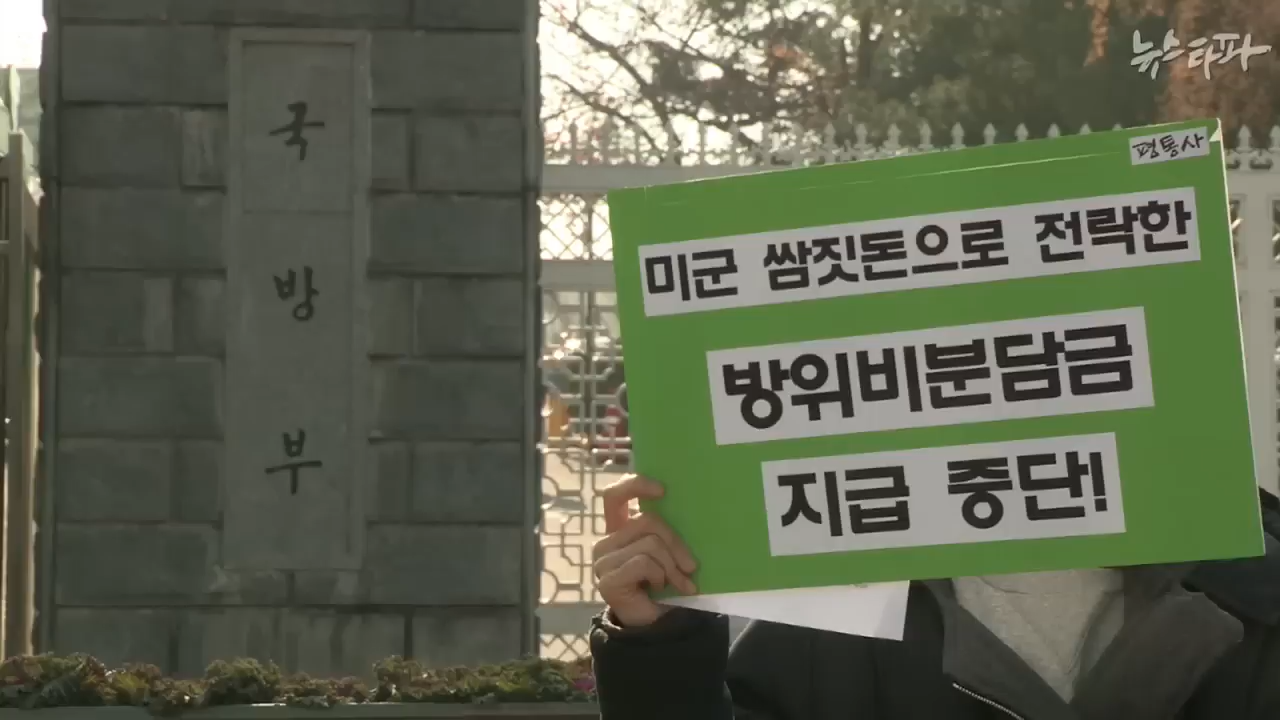 국방부
뉴스타파
평통사
미군 쌈짓돈으로 전락한
방위비분담금
지급 중단!